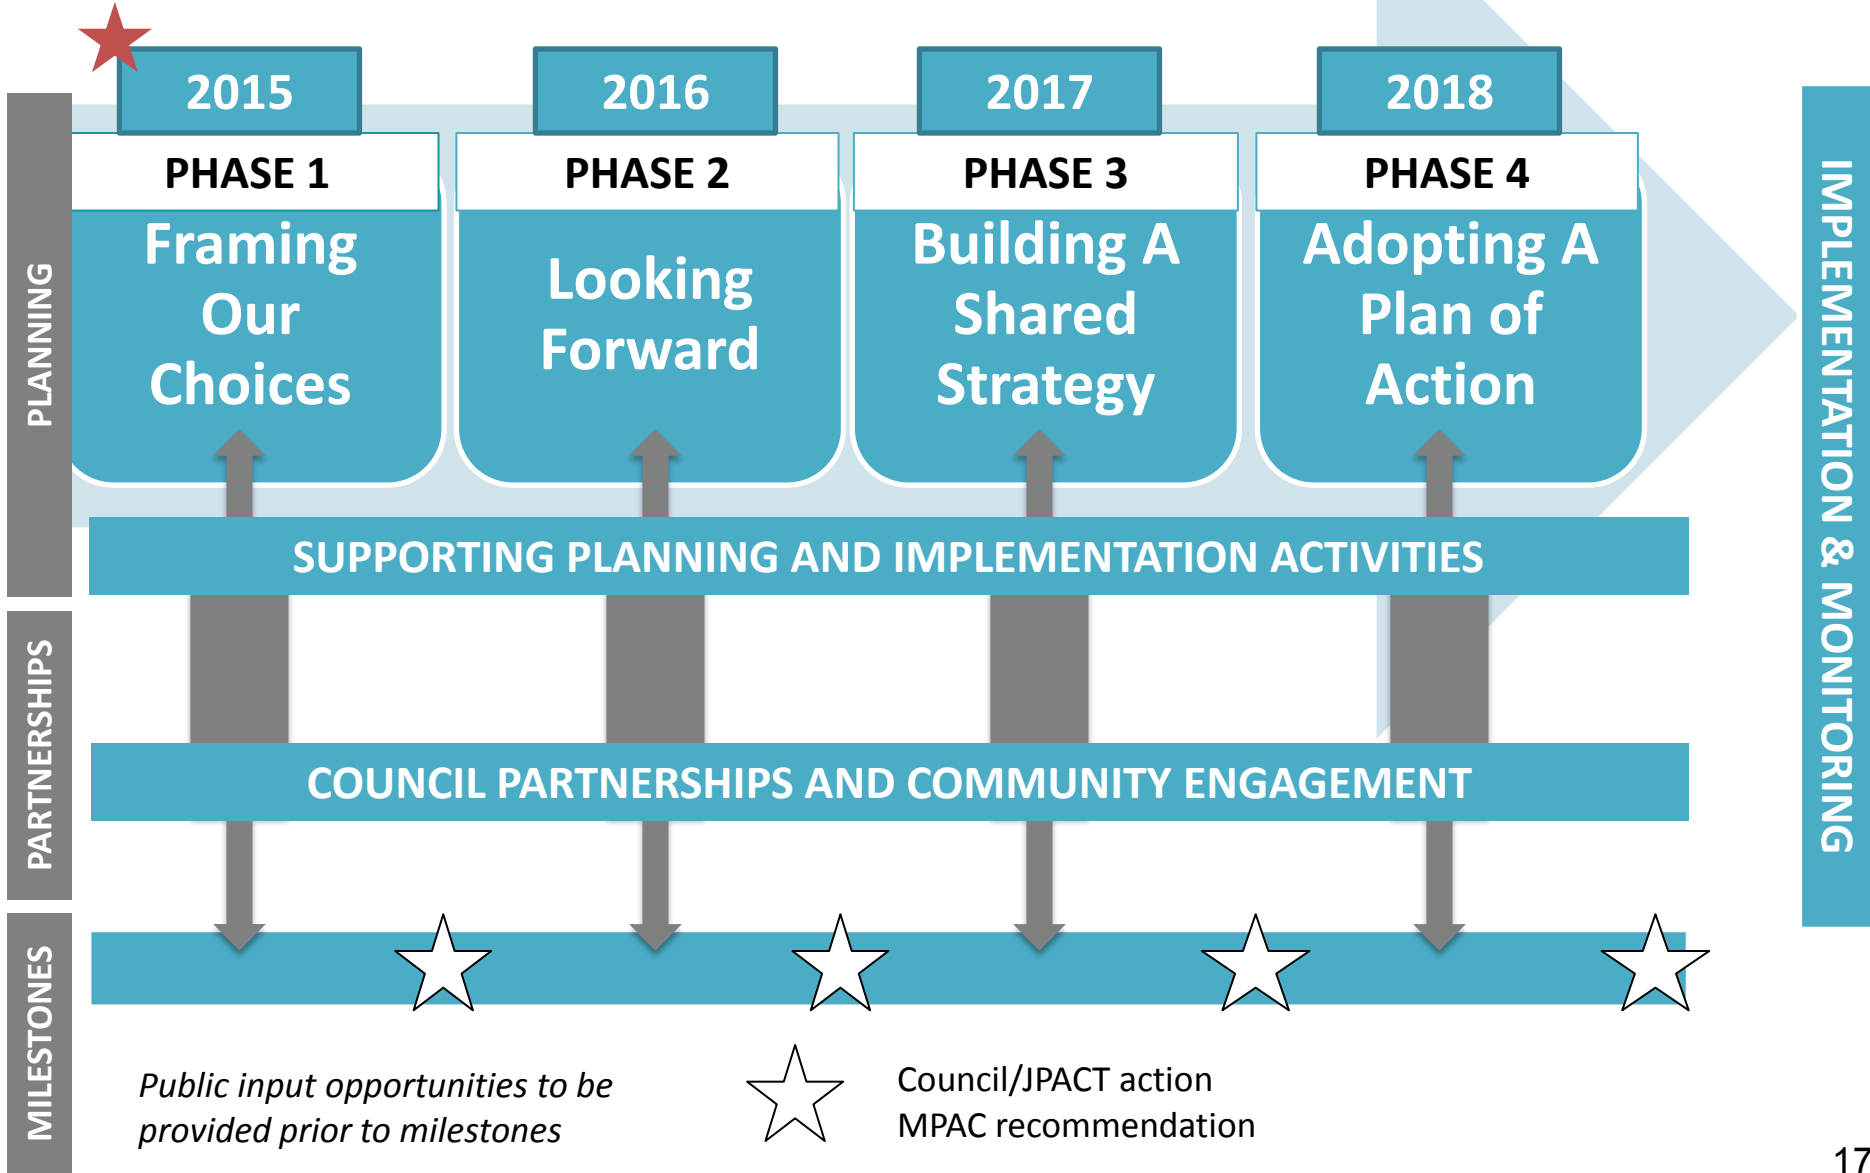 2015
2016
2017
2018
PHASE 1
PHASE 2
PHASE 3
PHASE 4
Framing
Our
Choices
Looking
Forward
Building A
Shared
Strategy
Adopting A
Plan of
Action
PLANNING
SUPPORTING PLANNING AND IMPLEMENTATION ACTIVITIES
PARTNERSHIPS
COUNCIL PARTNERSHIPS AND COMMUNITY ENGAGEMENT
MILESTONES
IMPLEMENTATION & MONITORING
Public input opportunities to be
provided prior to milestones
Council/JPACT action
MPAC recommendation
17